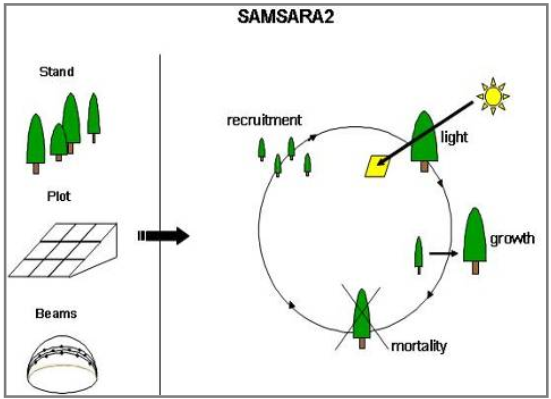 SAMSARA2
Stand
Plot
Beams
recruitment
light
growth
mortality